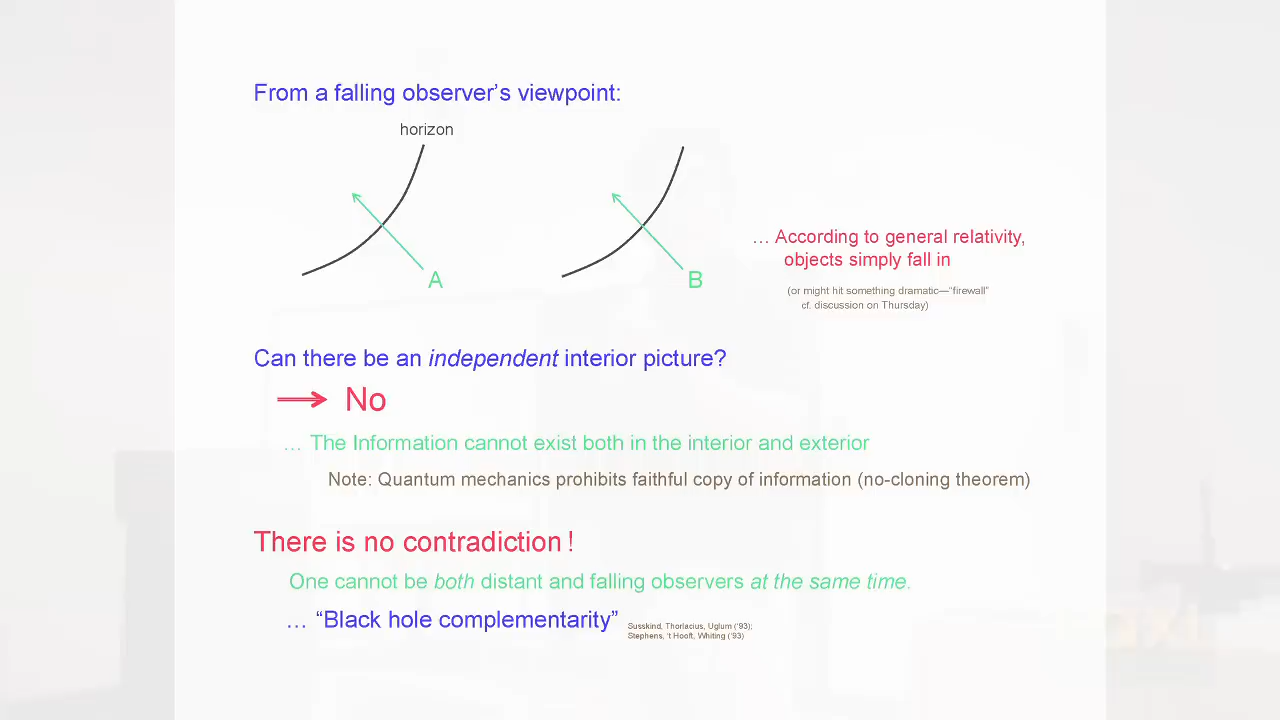 From a falling observer’s viewpoint:
horizon
A
B
… According to general relativity,
objects simply fall in
(or might hit something dramatic—“firewall”
cf. discussion on Thursday)
Can there be an independent interior picture?
No
… The Information cannot exist both in the interior and exterior
Note: Quantum mechanics prohibits faithful copy of information (no-cloning theorem)
There is no contradiction !
One cannot be both distant and falling observers at the same time.
… “Black hole complementarity”
Susskind, Thorlacius, Uglum (‘93);
Stephens, ‘t Hooft, Whiting (‘93)